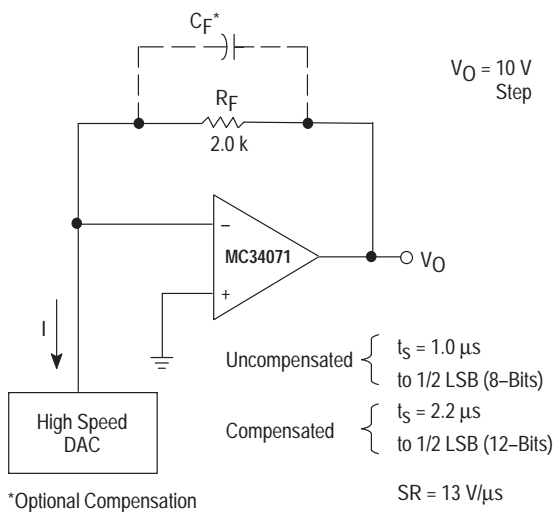 CF*
VO = 10 V
Step
RF
2.0 k
–
MC34071
+
VO
I
Uncompensated
ts = 1.0 μs
to 1/2 LSB (8–Bits)
Compensated
ts = 2.2 μs
to 1/2 LSB (12–Bits)
High Speed
DAC
SR = 13 V/μs
*Optional Compensation